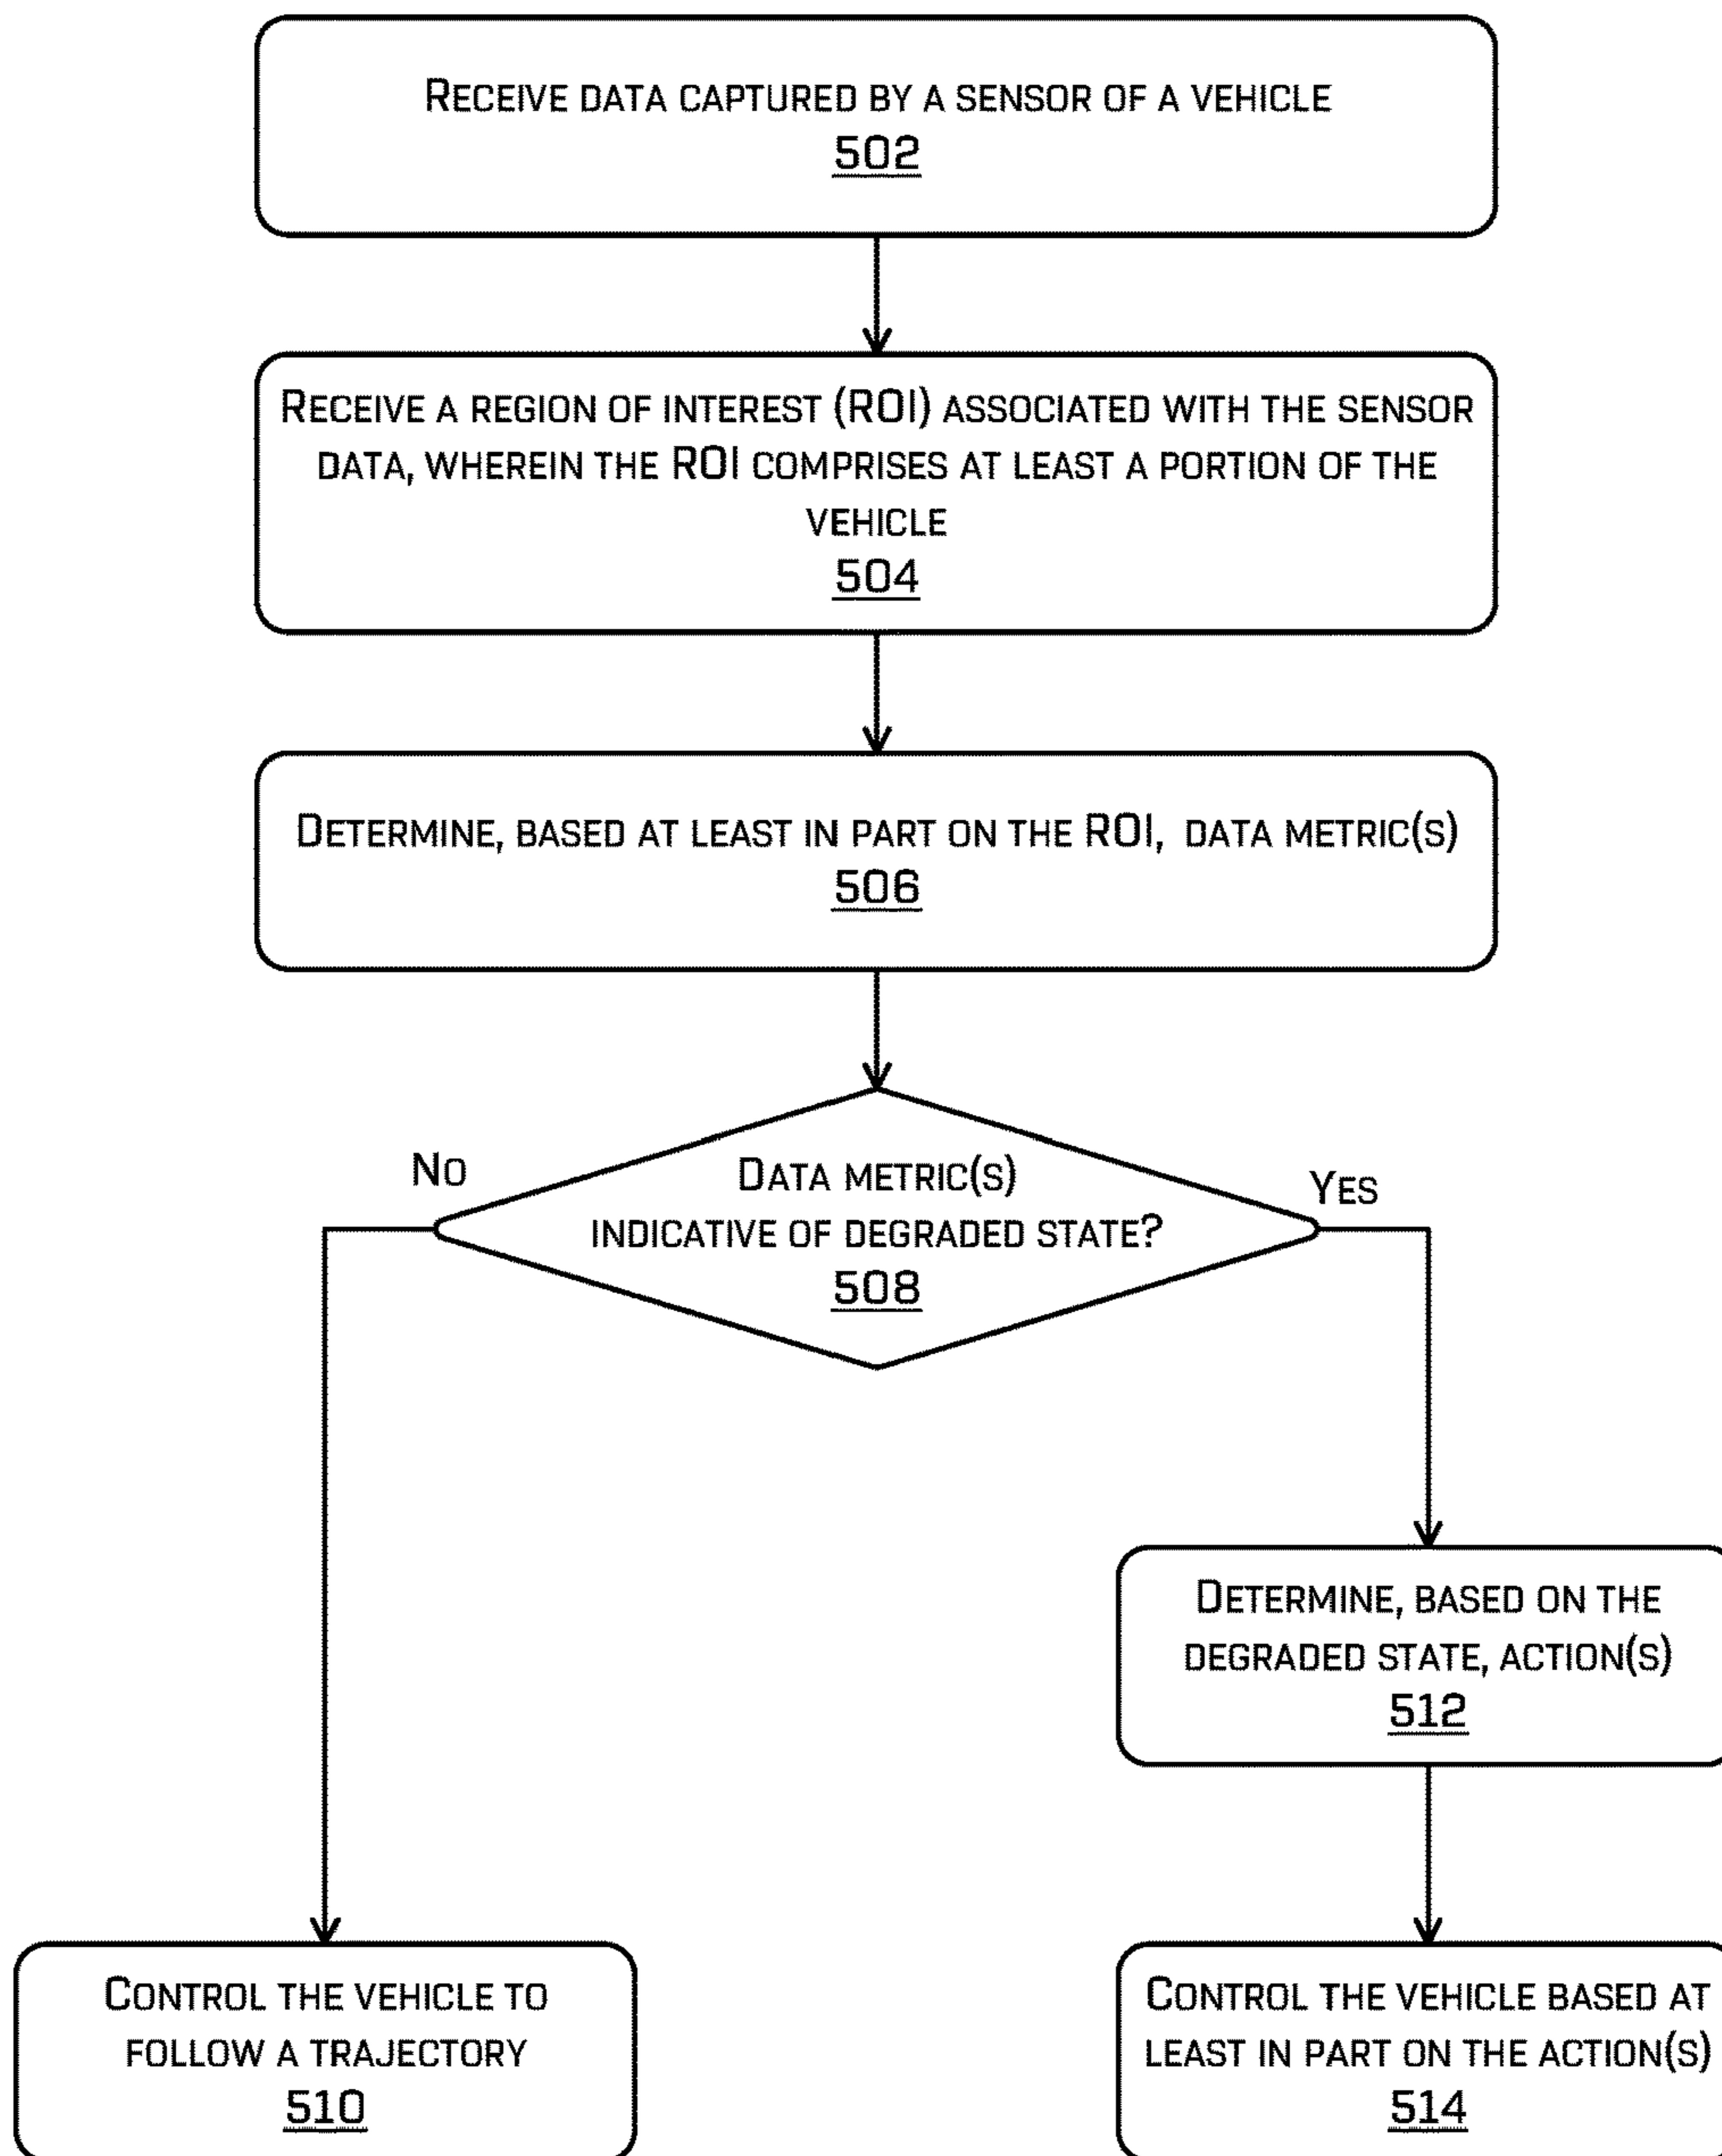 RECEIVE DATA CAPTURED BY A SENSOR OF A VEHICLE
502
RECEIVE A REGION OF INTEREST (ROI) ASSOCIATED WITH THE SENSOR
DATA, WHEREIN THE ROI COMPRISES AT LEAST A PORTION OF THE
VEHICLE
504
DETERMINE, BASED AT LEAST IN PART ON THE ROI, DATA METRIC(S)
506
NO
DATA METRIC(S)
YES
INDICATIVE OF DEGRADED STATE?
508
DETERMINE, BASED ON THE
DEGRADED STATE, ACTION(S)
512
CONTROL THE VEHICLE TO
FOLLOW A TRAJECTORY
510
CONTROL THE VEHICLE BASED AT
LEAST IN PART ON THE ACTION(S)
514